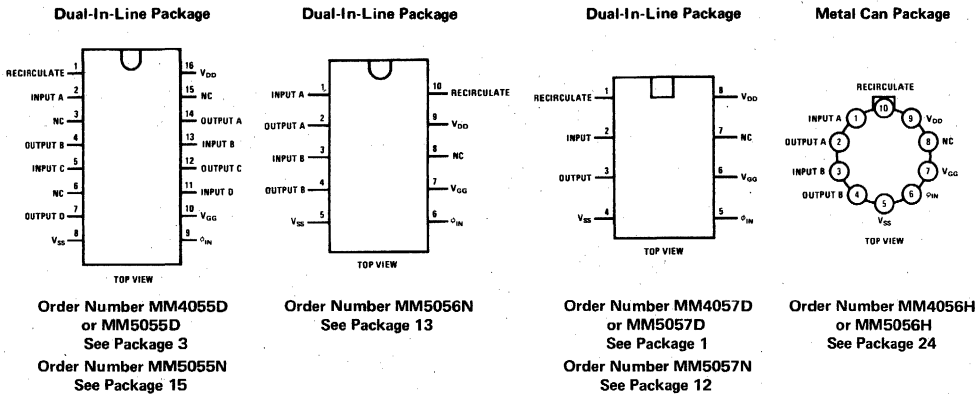 Dual-In-Line Package
RECIRCULATE 1
INPUT A 2
NC 3
OUTPUT B 4
INPUT C 5
NC 6
OUTPUT D 7
VSS 8
16 VDD
15 NC
14 OUTPUT A
13 INPUT B
12 OUTPUT C
11 INPUT D
10 VGG
9 ϕIN
TOP VIEW
Order Number MM4055D
or MM5055D
See Package 3
Order Number MM5055N
See Package 15
Dual-In-Line Package
INPUT A 1
OUTPUT A 2
INPUT B 3
OUTPUT B 4
VSS 5
10 RECIRCULATE
9 VDD
8 NC
7 VGG
6 ϕIN
TOP VIEW
Order Number MM5056N
See Package 13
Dual-In-Line Package
RECIRCULATE 1
INPUT 2
OUTPUT 3
VSS 4
8 VDD
7 NC
6 VGG
5 ϕIN
TOP VIEW
Order Number MM4057D
or MM5057D
See Package 1
Order Number MM5057N
See Package 12
Metal Can Package
RECIRCULATE
10
INPUT A 1
9 VDD
OUTPUT A 2
8 NC
INPUT B 3
7 VGG
OUTPUT B 4
6 ϕIN
5
VSS
TOP VIEW
Order Number MM4056H
or MM5056H
See Package 24